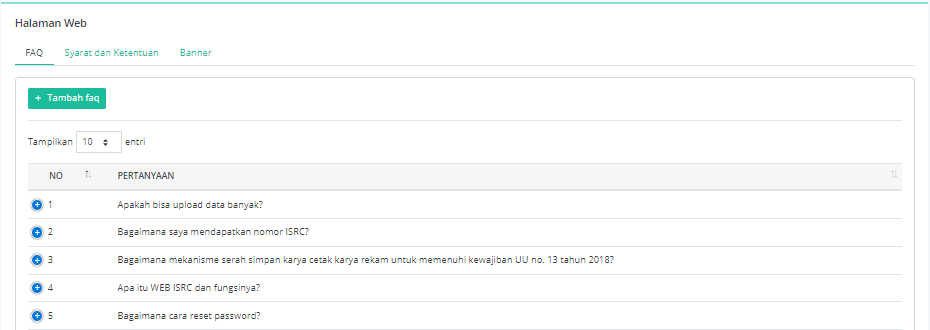 Halaman Web
FAQ Syarat dan Ketentuan Banner
+ Tambah faq
Tampilkan 10 entri
NO PERTANYAAN
1 Apakah bisa upload data banyak?
2 Bagaimana saya mendapatkan nomor ISRC?
3 Bagaimana mekanisme serah simpan karya cetak karya rekam untuk memenuhi kewajiban UU no. 13 tahun 2018?
4 Apa itu WEB ISRC dan fungsinya?
5 Bagaimana cara reset password?